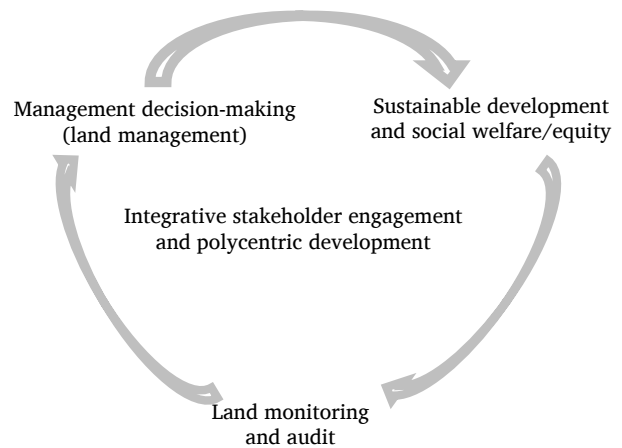 Management decision-making
(land management)
Sustainable development
and social welfare/equity
Integrative stakeholder engagement
and polycentric development
Land monitoring
and audit